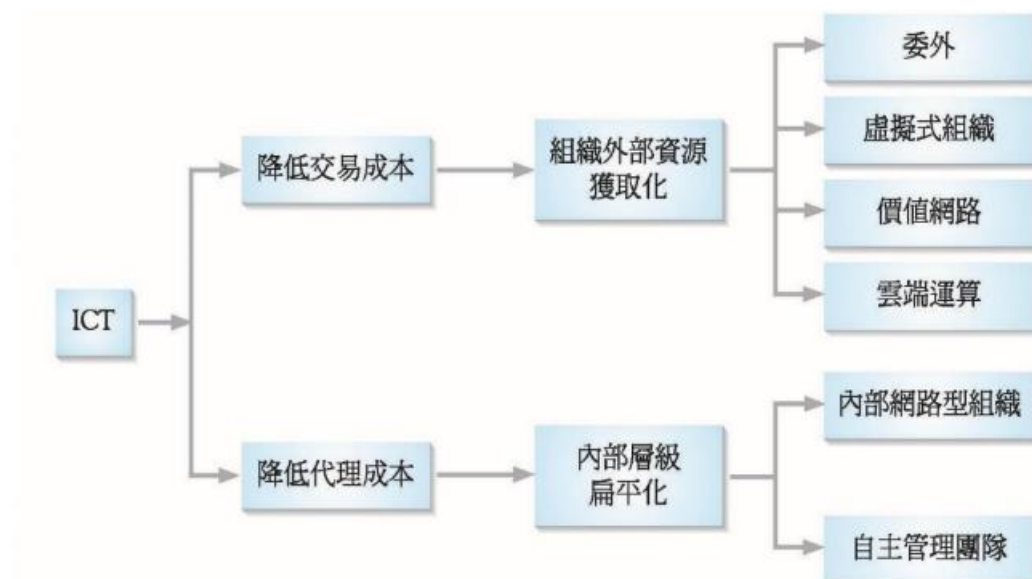 委外
虛擬式組織
降低交易成本
組織外部資源
獲取化
價值網路
雲端運算
ICT
內部網路型組織
降低代理成本
內部層級
扁平化
自主管理團隊